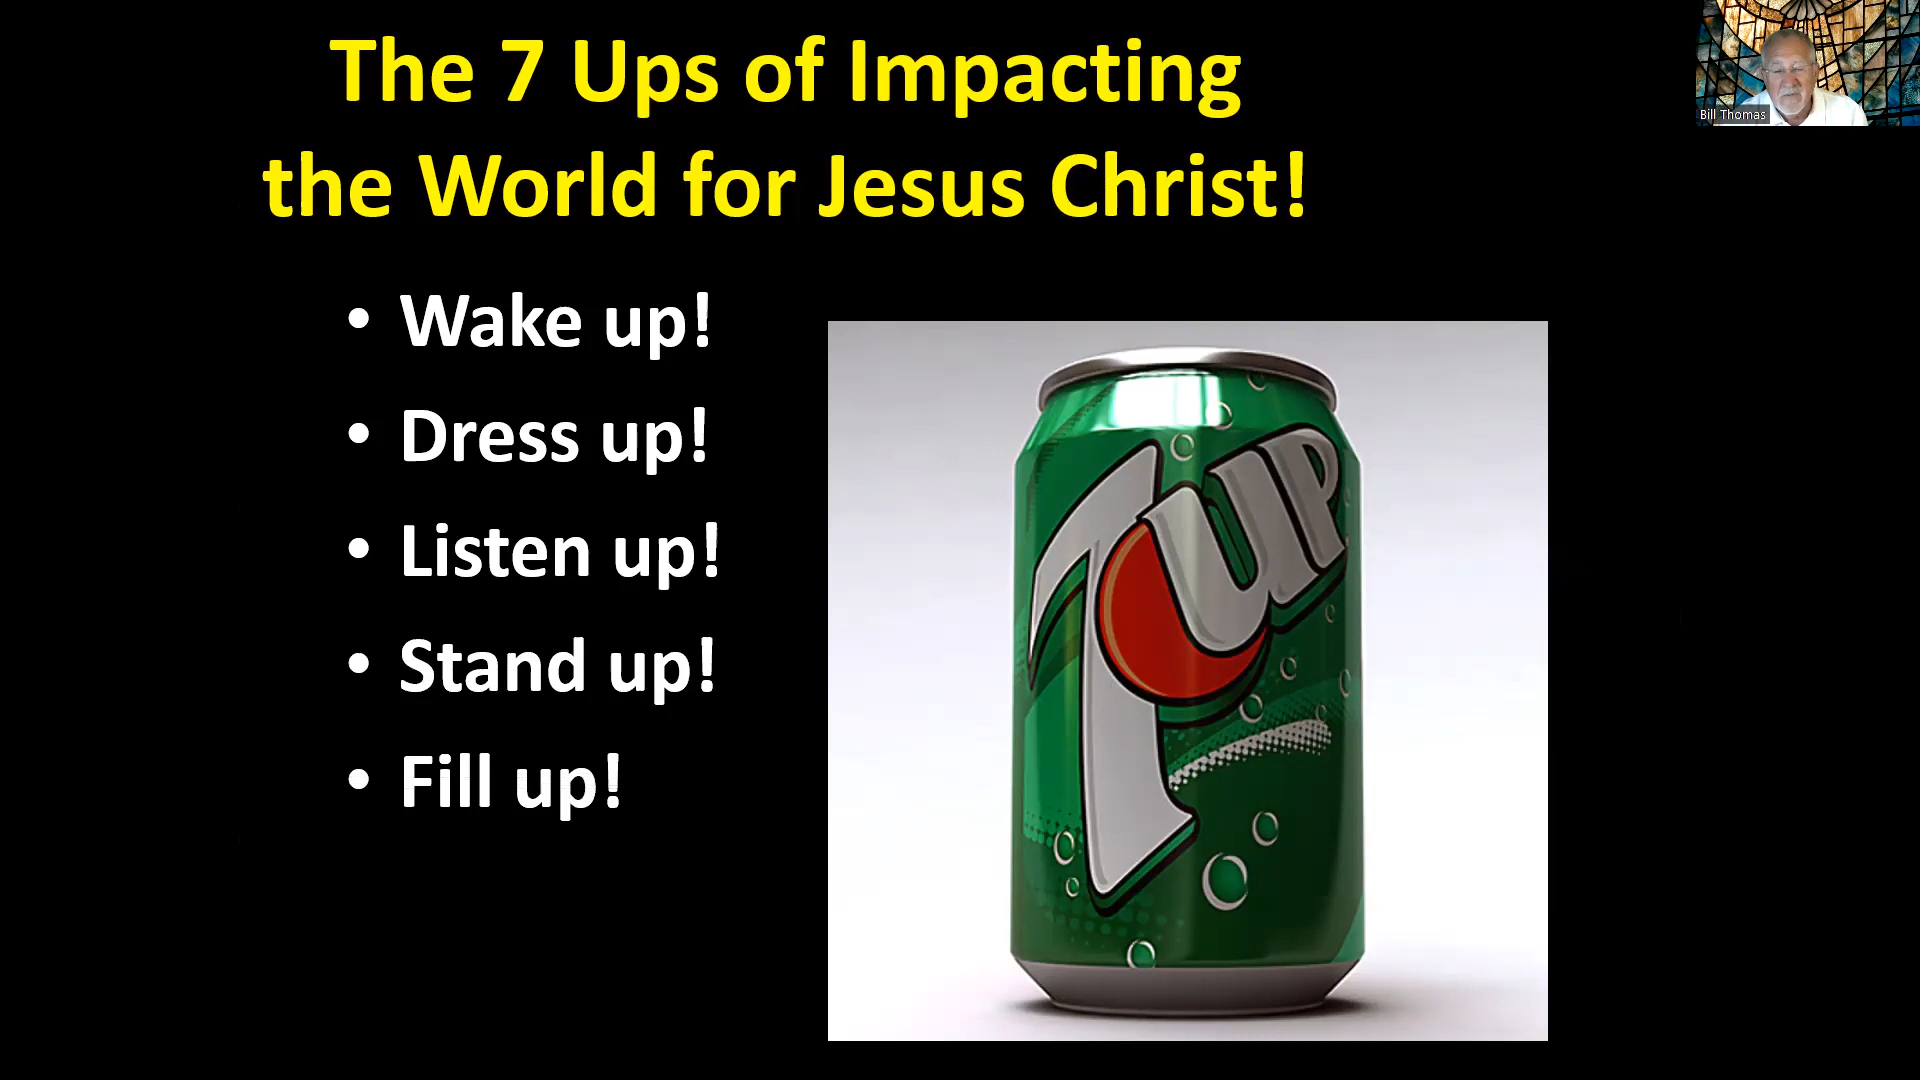 The 7 Ups of Impacting
the World for Jesus Christ!
Bill Thomas
• Wake up!
• Dress up!
• Listen up!
• Stand up!
• Fill up!
7UP